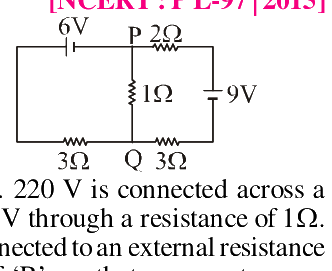 [NCERT : P L-97 | 2013]
6V
P 2Ω
1Ω
9V
3Ω Q 3Ω
. 220 V is connected across a
V through a resistance of 1Ω.
nected to an external resistance